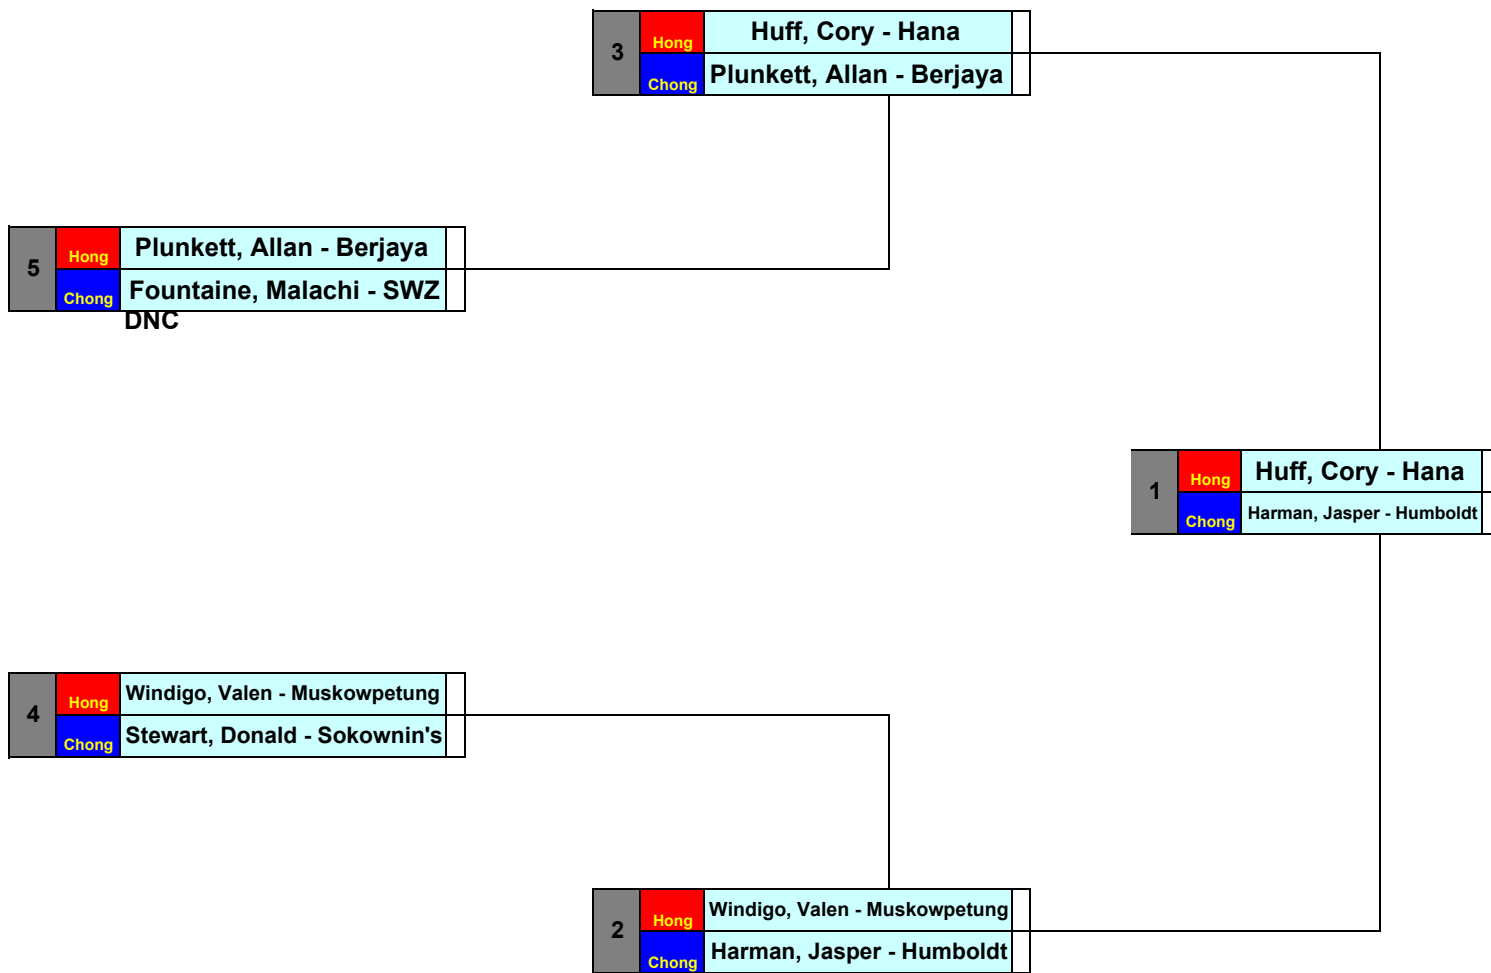 3
Hong
Huff, Cory - Hana
Chong
Plunkett, Allan - Berjaya
5
Hong
Plunkett, Allan - Berjaya
Chong
Fountaine, Malachi - SWZ
DNC
1
Hong
Huff, Cory - Hana
Chong
Harman, Jasper - Humboldt
4
Hong
Windigo, Valen - Muskowpetung
Chong
Stewart, Donald - Sokownin's
2
Hong
Windigo, Valen - Muskowpetung
Chong
Harman, Jasper - Humboldt